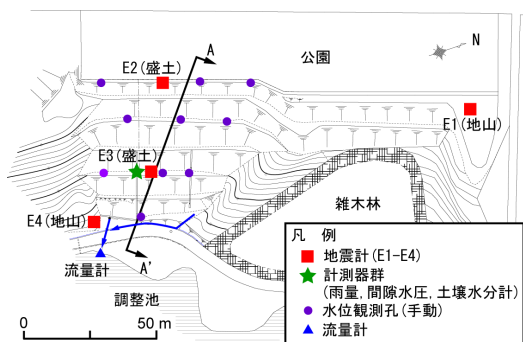 A
E2(盛土)
公園
N
E1(地山)
E3(盛土)
E4(地山)
雑木林
A'
流量計
調整池
0 50 m
凡 例
地震計(E1-E4)
計測器群
(雨量, 間隙水圧, 土壌水分計)
水位観測孔(手動)
流量計